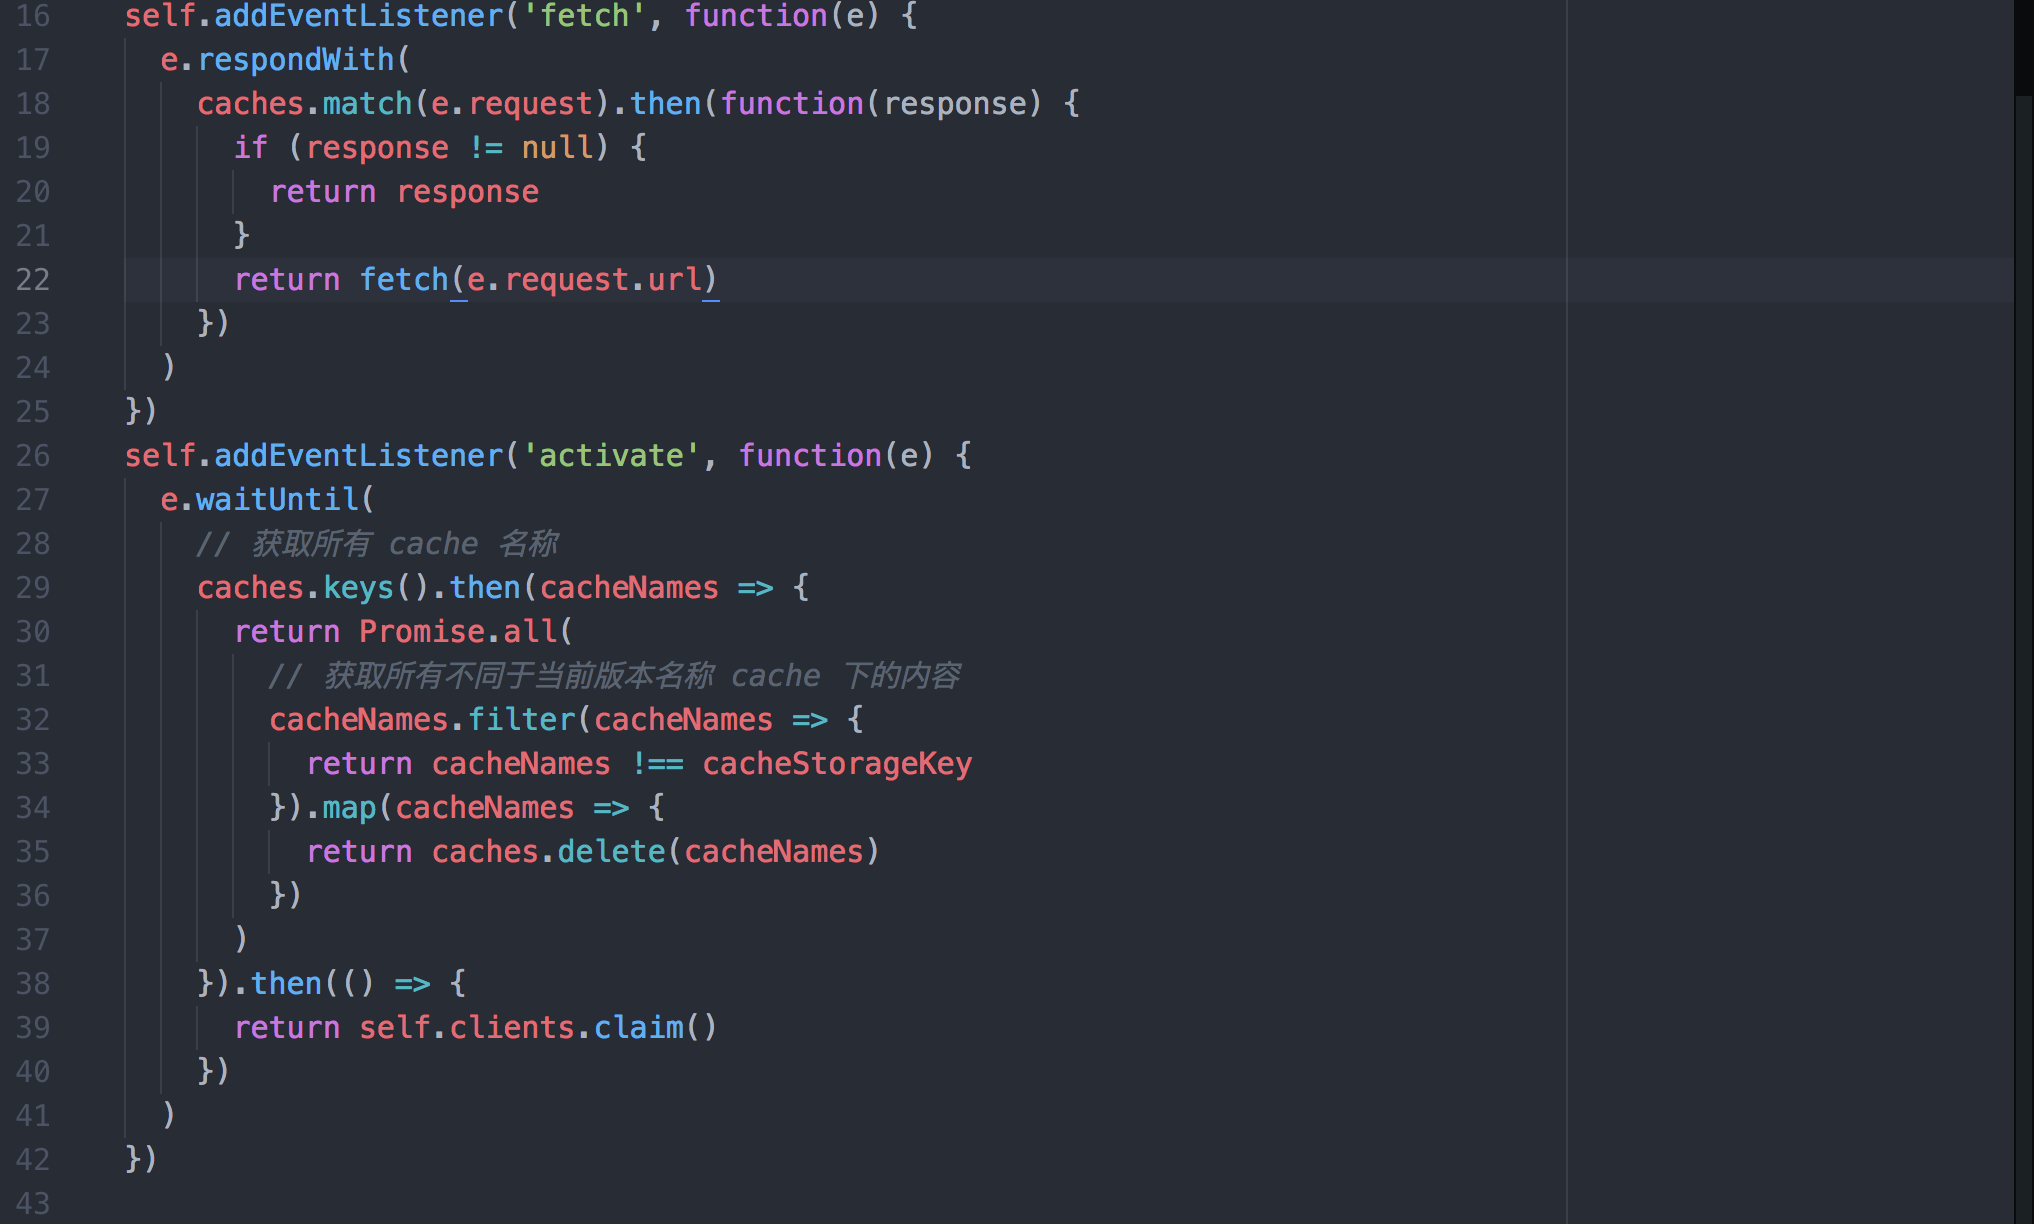 16 self.addEventListener('fetch', function(e) {
17 e.respondWith(
18 caches.match(e.request).then(function(response) {
19 if (response != null) {
20 return response
21 }
22 return fetch(e.request.url)
23 })
24 )
25 })
26 self.addEventListener('activate', function(e) {
27 e.waitUntil(
28 // 获取所有 cache 名称
29 caches.keys().then(cacheNames => {
30 return Promise.all(
31 // 获取所有不同于当前版本名称 cache 下的内容
32 cacheNames.filter(cacheNames => {
33 return cacheNames !== cacheStorageKey
34 }).map(cacheNames => {
35 return caches.delete(cacheNames)
36 })
37 )
38 }).then(() => {
39 return self.clients.claim()
40 })
41 )
42 })
43